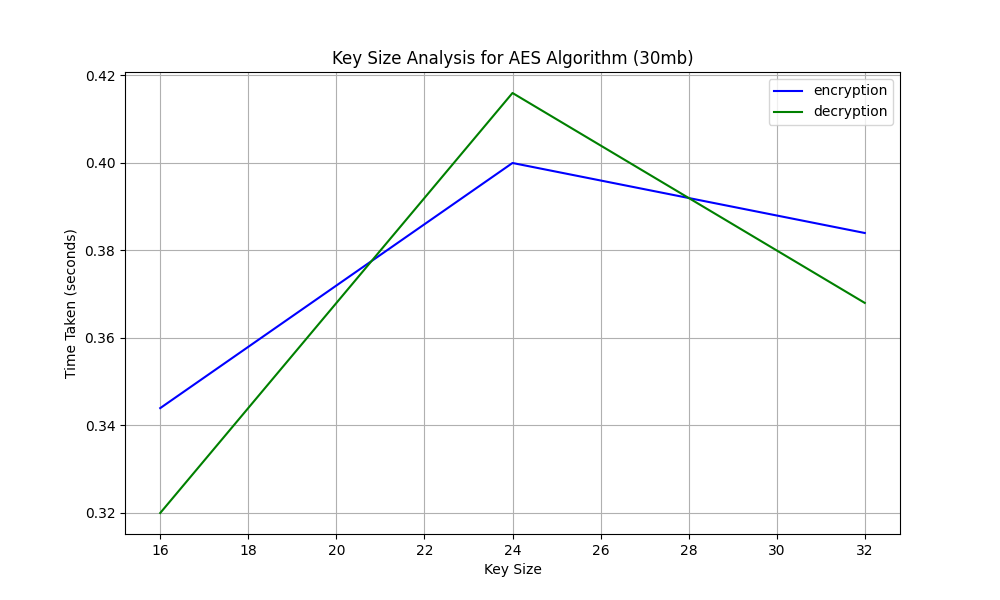 Key Size Analysis for AES Algorithm (30mb)
encryption
decryption
Time Taken (seconds)
0.42
0.40
0.38
0.36
0.34
0.32
16 18 20 22 24 26 28 30 32
Key Size